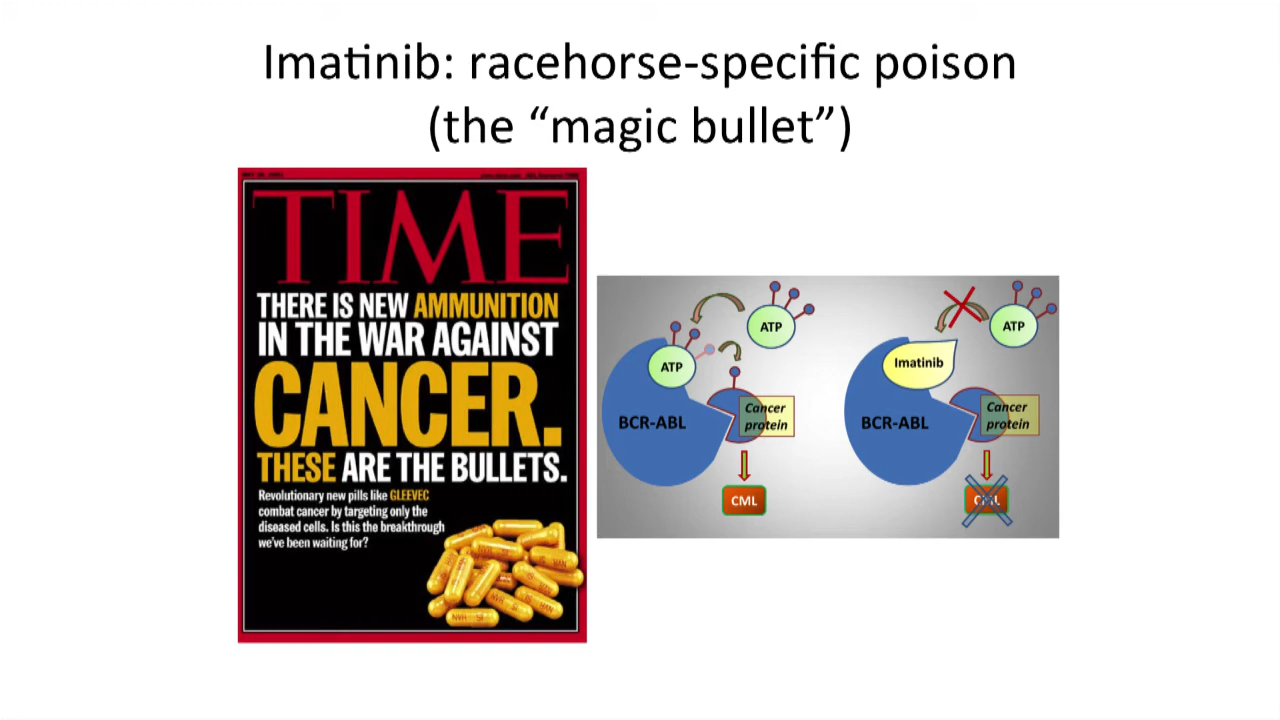 Imatinib: racehorse-specific poison
(the “magic bullet”)
TIME
THERE IS NEW AMMUNITION
IN THE WAR AGAINST
CANCER.
THESE ARE THE BULLETS.
Revolutionary new pills like GLEEVEC
combat cancer by targeting only the
diseased cells. Is this the breakthrough
we've been waiting for?
ATP
ATP
BCR-ABL
Cancer
protein
CML
ATP
Imatinib
BCR-ABL
Cancer
protein
CML